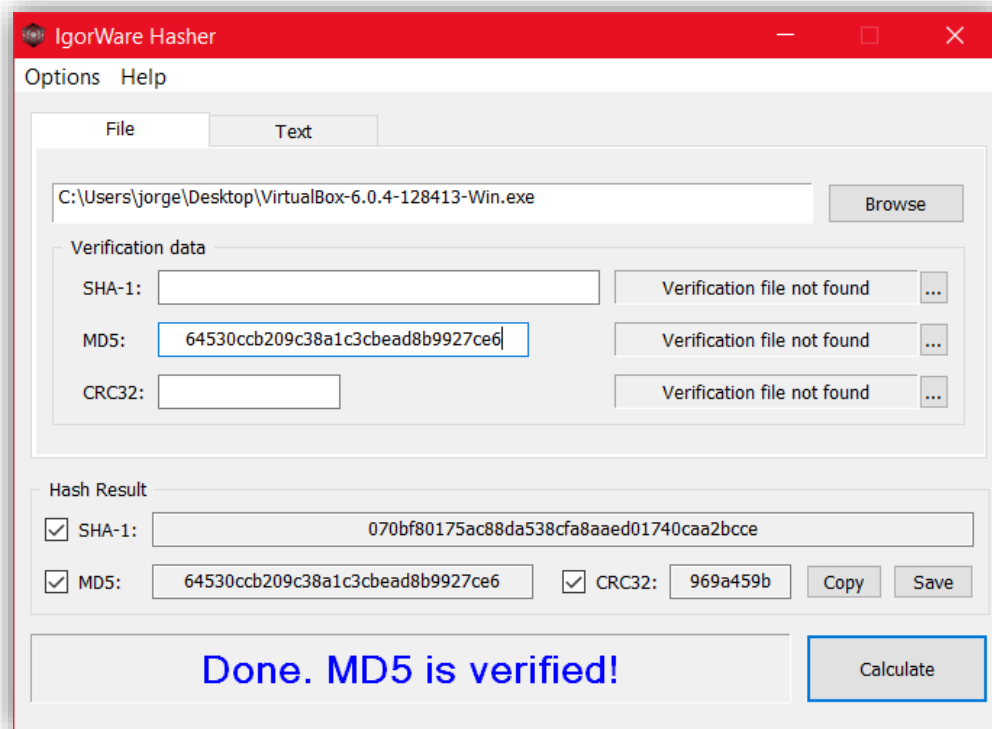 IgorWare Hasher
Options Help
File Text
C:\Users\jorge\Desktop\VirtualBox-6.0.4-128413-Win.exe Browse
Verification data
SHA-1: Verification file not found ...
MD5: 64530ccb209c38a1c3cbead8b9927ce6 Verification file not found ...
CRC32: Verification file not found ...
Hash Result
SHA-1: 070bf80175ac88da538cfa8aaed01740caa2bcce
MD5: 64530ccb209c38a1c3cbead8b9927ce6 CRC32: 969a459b Copy Save
Done. MD5 is verified! Calculate